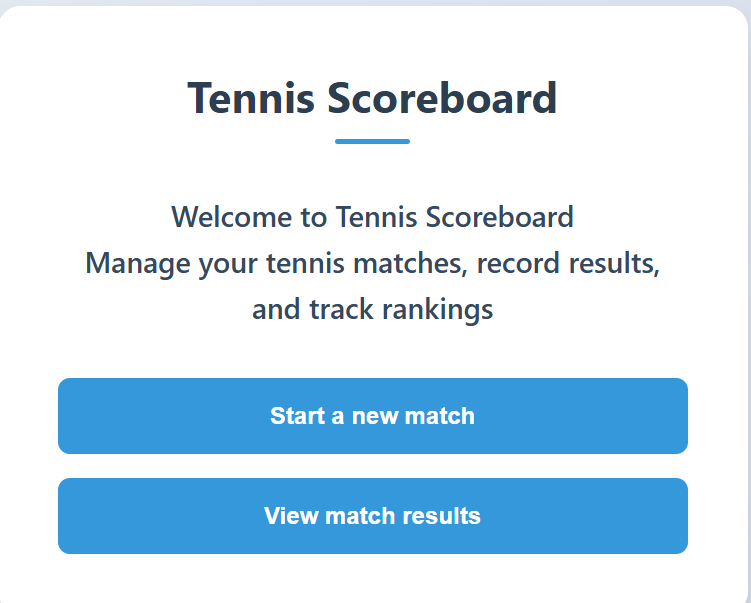 Tennis Scoreboard
Welcome to Tennis Scoreboard
Manage your tennis matches, record results,
and track rankings
Start a new match
View match results